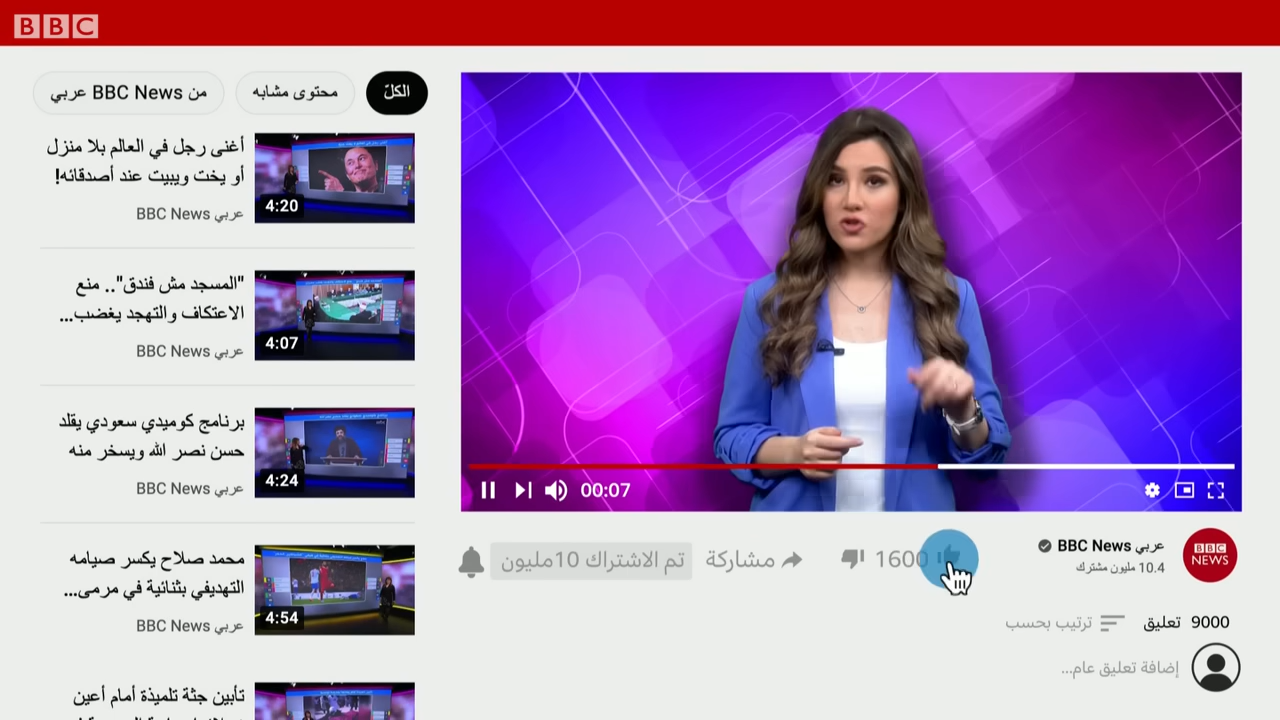 BBC
الكلّ
محتوى مشابه
من BBC News عربي
أغنى رجل في العالم بلا منزل
أو يخت ويبيت عند أصدقائه!
عربي BBC News
4:20
"المسجد مش فندق".. منع
الاعتكاف والتهجد يغضب...
عربي BBC News
4:07
برنامج كوميدي سعودي يقلد
حسن نصر الله ويسخر منه
عربي BBC News
4:24
محمد صلاح يكسر صيامه
التهديفي بثنائية في مرمى...
عربي BBC News
4:54
تأبين جثة تلميذة أمام أعين
00:07
BBC
NEWS
عربي BBC News
10.4 مليون مشترك
1600
مشاركة
تم الاشتراك 10مليون
9000 تعليق
ترتيب بحسب
إضافة تعليق عام...